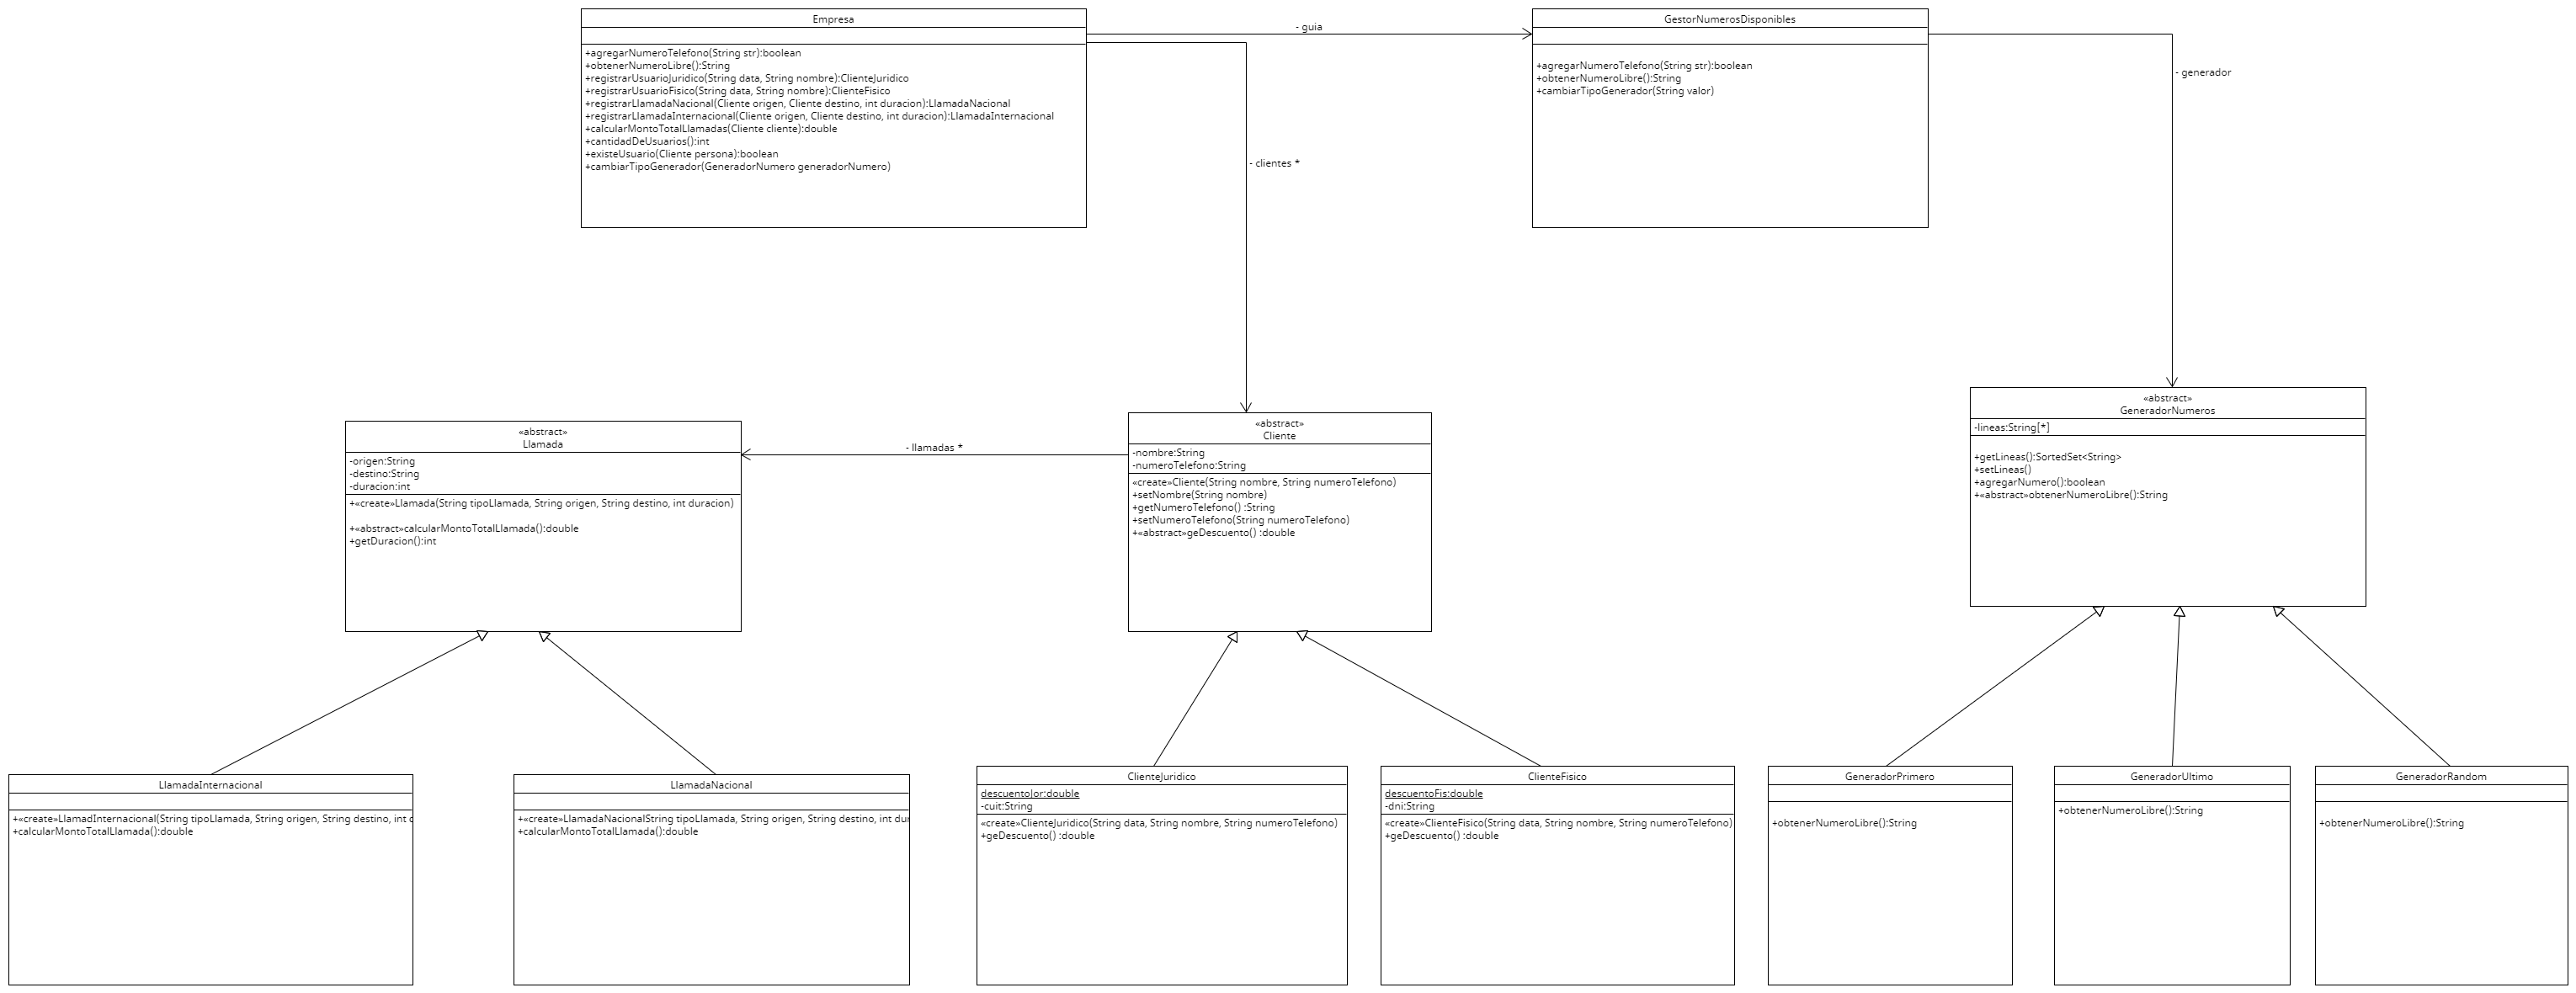 Empresa
+agregarNumeroTelefono(String str):boolean
+obtenerNumeroLibre():String
+registrarUsuarioJuridico(String data, String nombre):ClienteJuridico
+registrarUsuarioFisico(String data, String nombre):ClienteFisico
+registrarLlamadaNacional(Cliente origen, Cliente destino, int duracion):LlamadaNacional
+registrarLlamadaInternacional(Cliente origen, Cliente destino, int duracion):LlamadaInternacional
+calcularMontoTotalLlamadas(Cliente cliente):double
+cantidadDeUsuarios():int
+existeUsuario(Cliente persona):boolean
+cambiarTipoGenerador(GeneradorNumero generadorNumero)
- guia
GestorNumerosDisponibles
+agregarNumeroTelefono(String str):boolean
+obtenerNumeroLibre():String
+cambiarTipoGenerador(String valor)
- generador
- clientes *
«abstract»
Llamada
-origen:String
-destino:String
-duracion:int
+«create»Llamada(String tipoLlamada, String origen, String destino, int duracion)
+«abstract»calcularMontoTotalLlamada():double
+getDuracion():int
- llamadas *
«abstract»
Cliente
-nombre:String
-numeroTelefono:String
«create»Cliente(String nombre, String numeroTelefono)
+setNombre(String nombre)
+getNumeroTelefono() :String
+setNumeroTelefono(String numeroTelefono)
+«abstract»geDescuento() :double
«abstract»
GeneradorNumeros
-lineas:String[*]
+getLineas():SortedSet<String>
+setLineas()
+agregarNumero():boolean
+«abstract»obtenerNumeroLibre():String
LlamadaInternacional
+«create»LlamadInternacional(String tipoLlamada, String origen, String destino, int
+calcularMontoTotalLlamada():double
LlamadaNacional
+«create»LlamadaNacionalString tipoLlamada, String origen, String destino, int
+calcularMontoTotalLlamada():double
ClienteJuridico
descuentoJor:double
-cuit:String
«create»ClienteJuridico(String data, String nombre, String numeroTelefono)
+geDescuento() :double
ClienteFisico
descuentoFis:double
-dni:String
«create»ClienteFisico(String data, String nombre, String numeroTelefono)
+geDescuento() :double
GeneradorPrimero
+obtenerNumeroLibre():String
GeneradorUltimo
+obtenerNumeroLibre():String
GeneradorRandom
+obtenerNumeroLibre():String